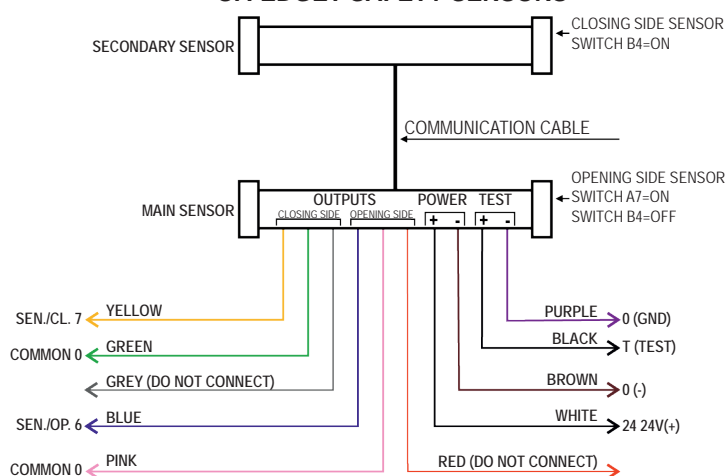 SECONDARY SENSOR
CLOSING SIDE SENSOR
SWITCH B4=ON
COMMUNICATION CABLE
MAIN SENSOR
OUTPUTS
CLOSING SIDE OPENING SIDE
POWER
+ -
TEST
+ -
OPENING SIDE SENSOR
SWITCH A7=ON
SWITCH B4=OFF
SEN./CL. 7 YELLOW
COMMON 0 GREEN
GREY (DO NOT CONNECT)
SEN./OP. 6 BLUE
COMMON 0 PINK
PURPLE 0 (GND)
BLACK T (TEST)
BROWN 0 (-)
WHITE 24 24V(+)
RED (DO NOT CONNECT)